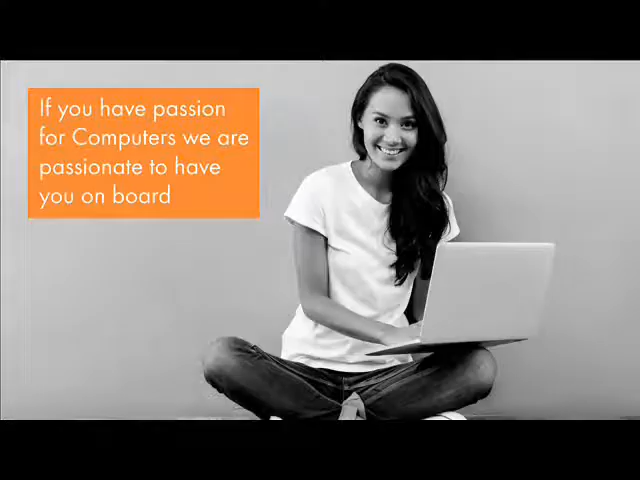 If you have passion
for Computers we are
passionate to have
you on board